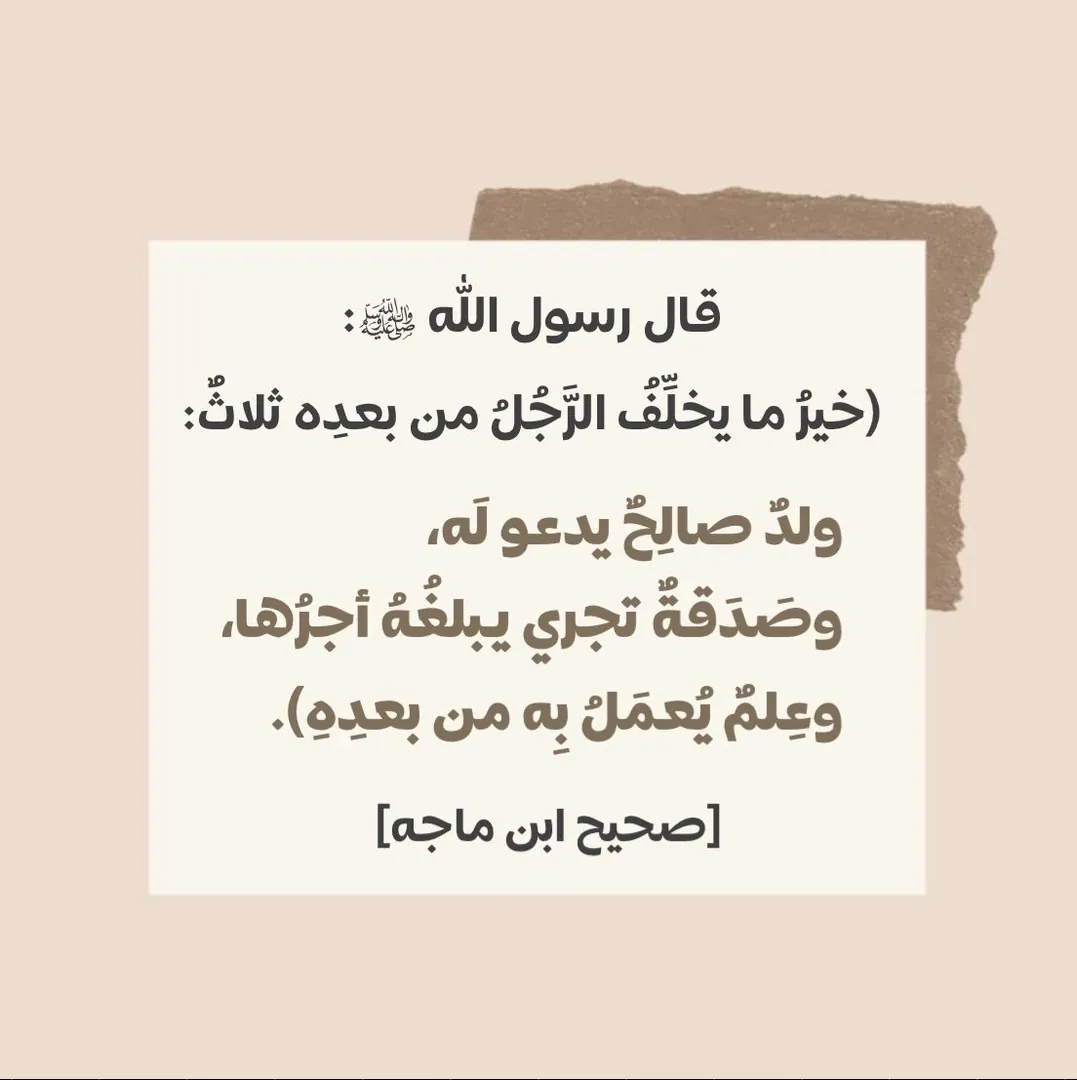 قال رسول الله ﷺ:
(خيرُ ما يخلِّفُ الرَّجُلُ من بعدِه ثلاثٌ:
ولدٌ صالِحٌ يدعو لَه،
وصَدَقةٌ تجري يبلغُهُ أجرُها،
وعِلمٌ يُعمَلُ بِه من بعدِهِ).
[صحيح ابن ماجه]